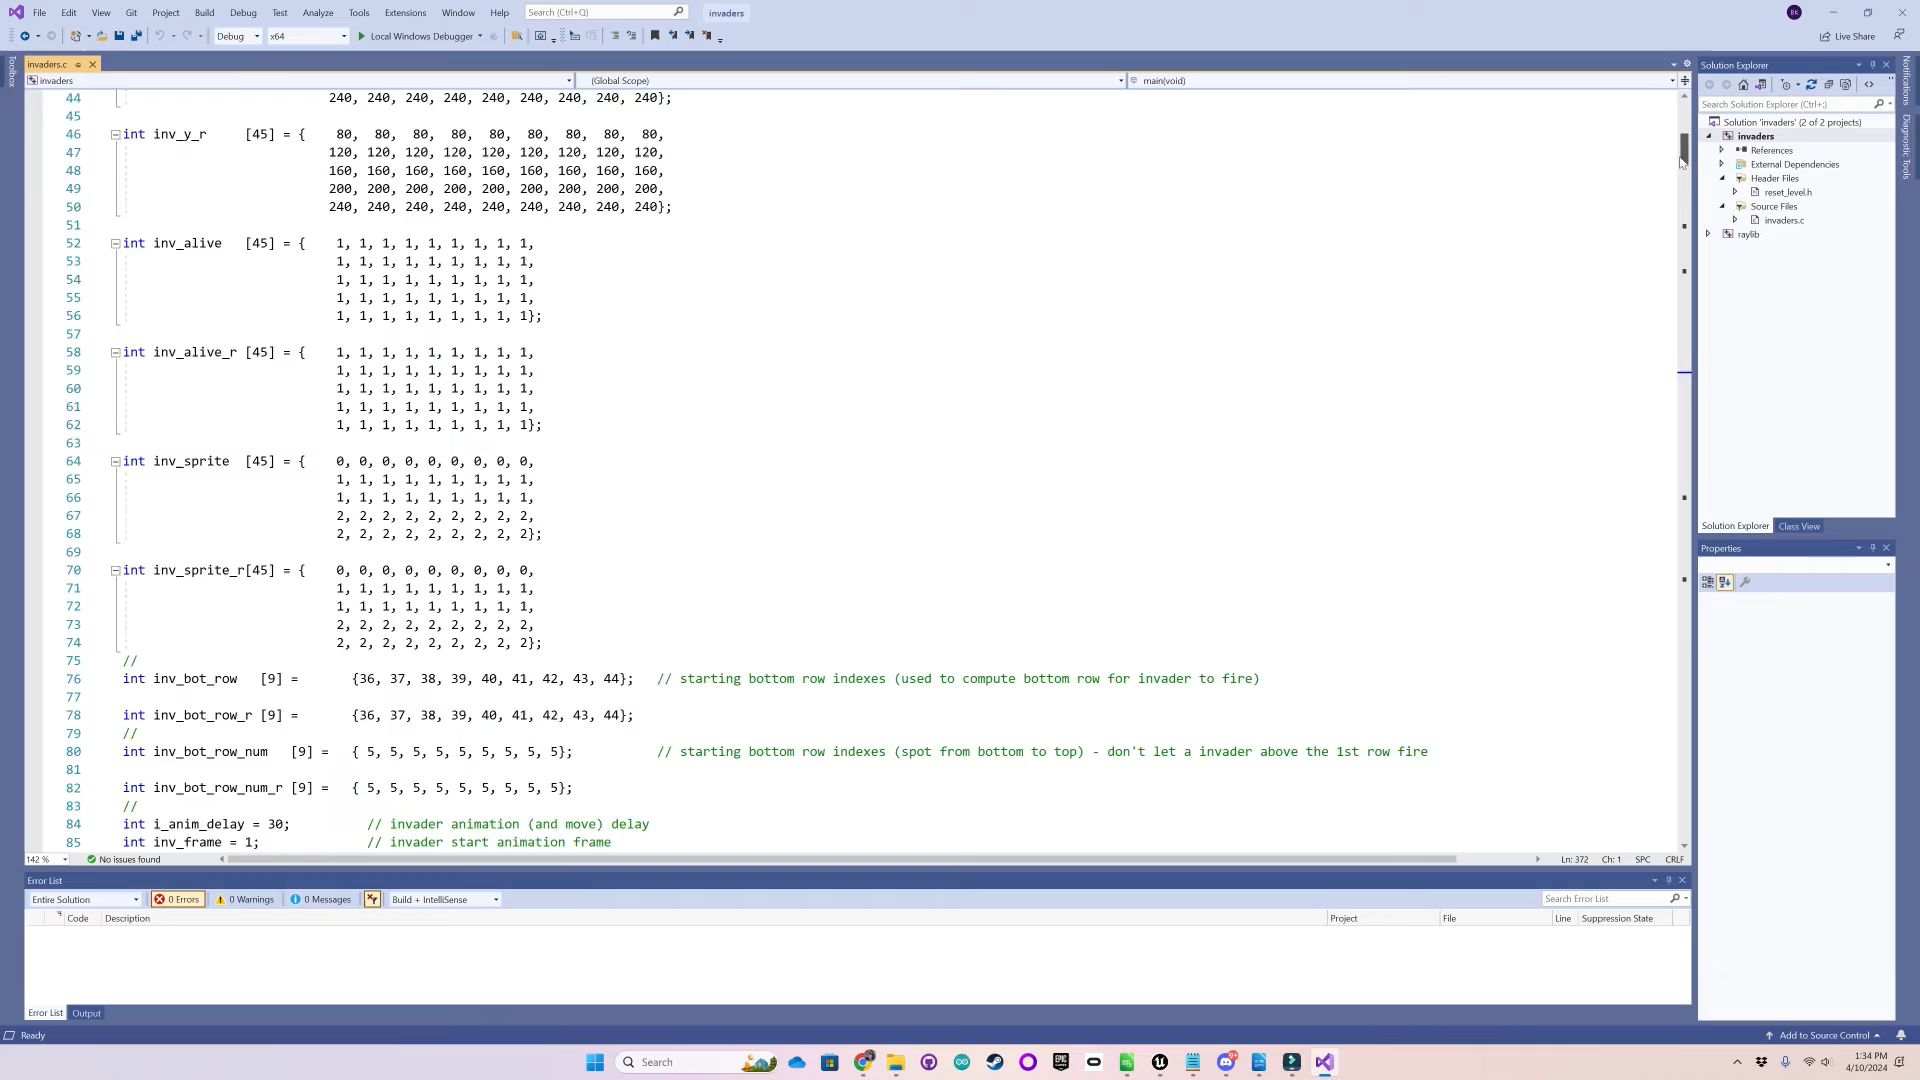 File Edit View Git Project Build Debug Test Analyze Tools Extensions Window Help Search (Ctrl+Q) invaders BK
Debug x64 Local Windows Debugger Live Share
invaders.c
invaders (Global Scope) main(void)
44 240, 240, 240, 240, 240, 240, 240, 240, 240};
45
46 int inv_y_r [45] = { 80, 80, 80, 80, 80, 80, 80, 80, 80,
47 120, 120, 120, 120, 120, 120, 120, 120, 120,
48 160, 160, 160, 160, 160, 160, 160, 160, 160,
49 200, 200, 200, 200, 200, 200, 200, 200, 200,
50 240, 240, 240, 240, 240, 240, 240, 240, 240};
51
52 int inv_alive [45] = { 1, 1, 1, 1, 1, 1, 1, 1, 1,
53 1, 1, 1, 1, 1, 1, 1, 1, 1,
54 1, 1, 1, 1, 1, 1, 1, 1, 1,
55 1, 1, 1, 1, 1, 1, 1, 1, 1,
56 1, 1, 1, 1, 1, 1, 1, 1, 1};
57
58 int inv_alive_r [45] = { 1, 1, 1, 1, 1, 1, 1, 1, 1,
59 1, 1, 1, 1, 1, 1, 1, 1, 1,
60 1, 1, 1, 1, 1, 1, 1, 1, 1,
61 1, 1, 1, 1, 1, 1, 1, 1, 1,
62 1, 1, 1, 1, 1, 1, 1, 1, 1};
63
64 int inv_sprite [45] = { 0, 0, 0, 0, 0, 0, 0, 0, 0,
65 1, 1, 1, 1, 1, 1, 1, 1, 1,
66 1, 1, 1, 1, 1, 1, 1, 1, 1,
67 2, 2, 2, 2, 2, 2, 2, 2, 2,
68 2, 2, 2, 2, 2, 2, 2, 2, 2};
69
70 int inv_sprite_r[45] = { 0, 0, 0, 0, 0, 0, 0, 0, 0,
71 1, 1, 1, 1, 1, 1, 1, 1, 1,
72 1, 1, 1, 1, 1, 1, 1, 1, 1,
73 2, 2, 2, 2, 2, 2, 2, 2, 2,
74 2, 2, 2, 2, 2, 2, 2, 2, 2};
75 //
76 int inv_bot_row [9] = {36, 37, 38, 39, 40, 41, 42, 43, 44}; // starting bottom row indexes (used to compute bottom row for invader to fire)
77
78 int inv_bot_row_r [9] = {36, 37, 38, 39, 40, 41, 42, 43, 44};
79 //
80 int inv_bot_row_num [9] = { 5, 5, 5, 5, 5, 5, 5, 5, 5}; // starting bottom row indexes (spot from bottom to top) - don't let a invader above the 1st row fire
81
82 int inv_bot_row_num_r [9] = { 5, 5, 5, 5, 5, 5, 5, 5, 5};
83 //
84 int i_anim_delay = 30; // invader animation (and move) delay
85 int inv_frame = 1; // invader start animation frame
142 % No issues found Ln: 372 Ch: 1 SPC CRLF
Error List
Entire Solution 0 Errors 0 Warnings 0 Messages Build + IntelliSense Search Error List
Code Description Project File Line Suppression State
Error List Output
Ready Add to Source Control
Toolbox
Solution Explorer
Search Solution Explorer (Ctrl+;)
Solution 'invaders' (2 of 2 projects)
invaders
References
External Dependencies
Header Files
reset_level.h
Source Files
invaders.c
raylib
Solution Explorer Class View
Properties
Notifications
Diagnostic Tools
Search
1:34 PM
4/10/2024